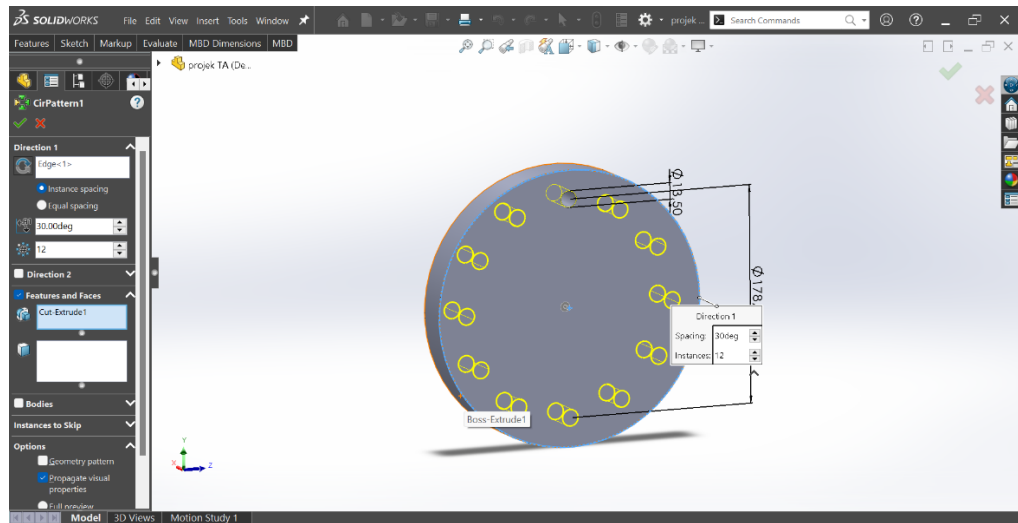 SOLIDWORKS File Edit View Insert Tools Window projek ... Search Commands
Features Sketch Markup Evaluate MBD Dimensions MBD
projek TA (De...
CirPattern1
Direction 1
Edge<1>
Instance spacing
Equal spacing
30.00deg
12
Direction 2
Features and Faces
Cut-Extrude1
Bodies
Instances to Skip
Options
Geometry pattern
Propagate visual
properties
Full preview
Ø13.50
Ø178.
Direction 1
Spacing: 30deg
Instances: 12
Boss-Extrude1
Y
X Z
Model 3D Views Motion Study 1